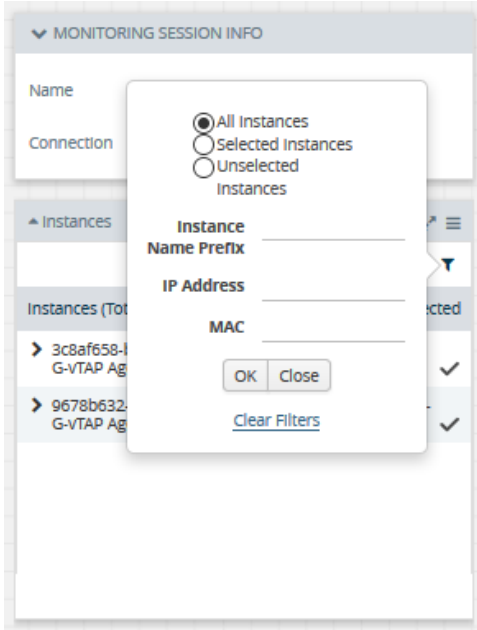 MONITORING SESSION INFO
Name
Connection
All Instances
Selected Instances
Unselected
Instances
Instance
Name Prefix
IP Address
MAC
OK Close
Clear Filters
Instances
Instances (Tot
ected
3c8af658-
G-vTAP Ag
9678b632-
G-vTAP Ag